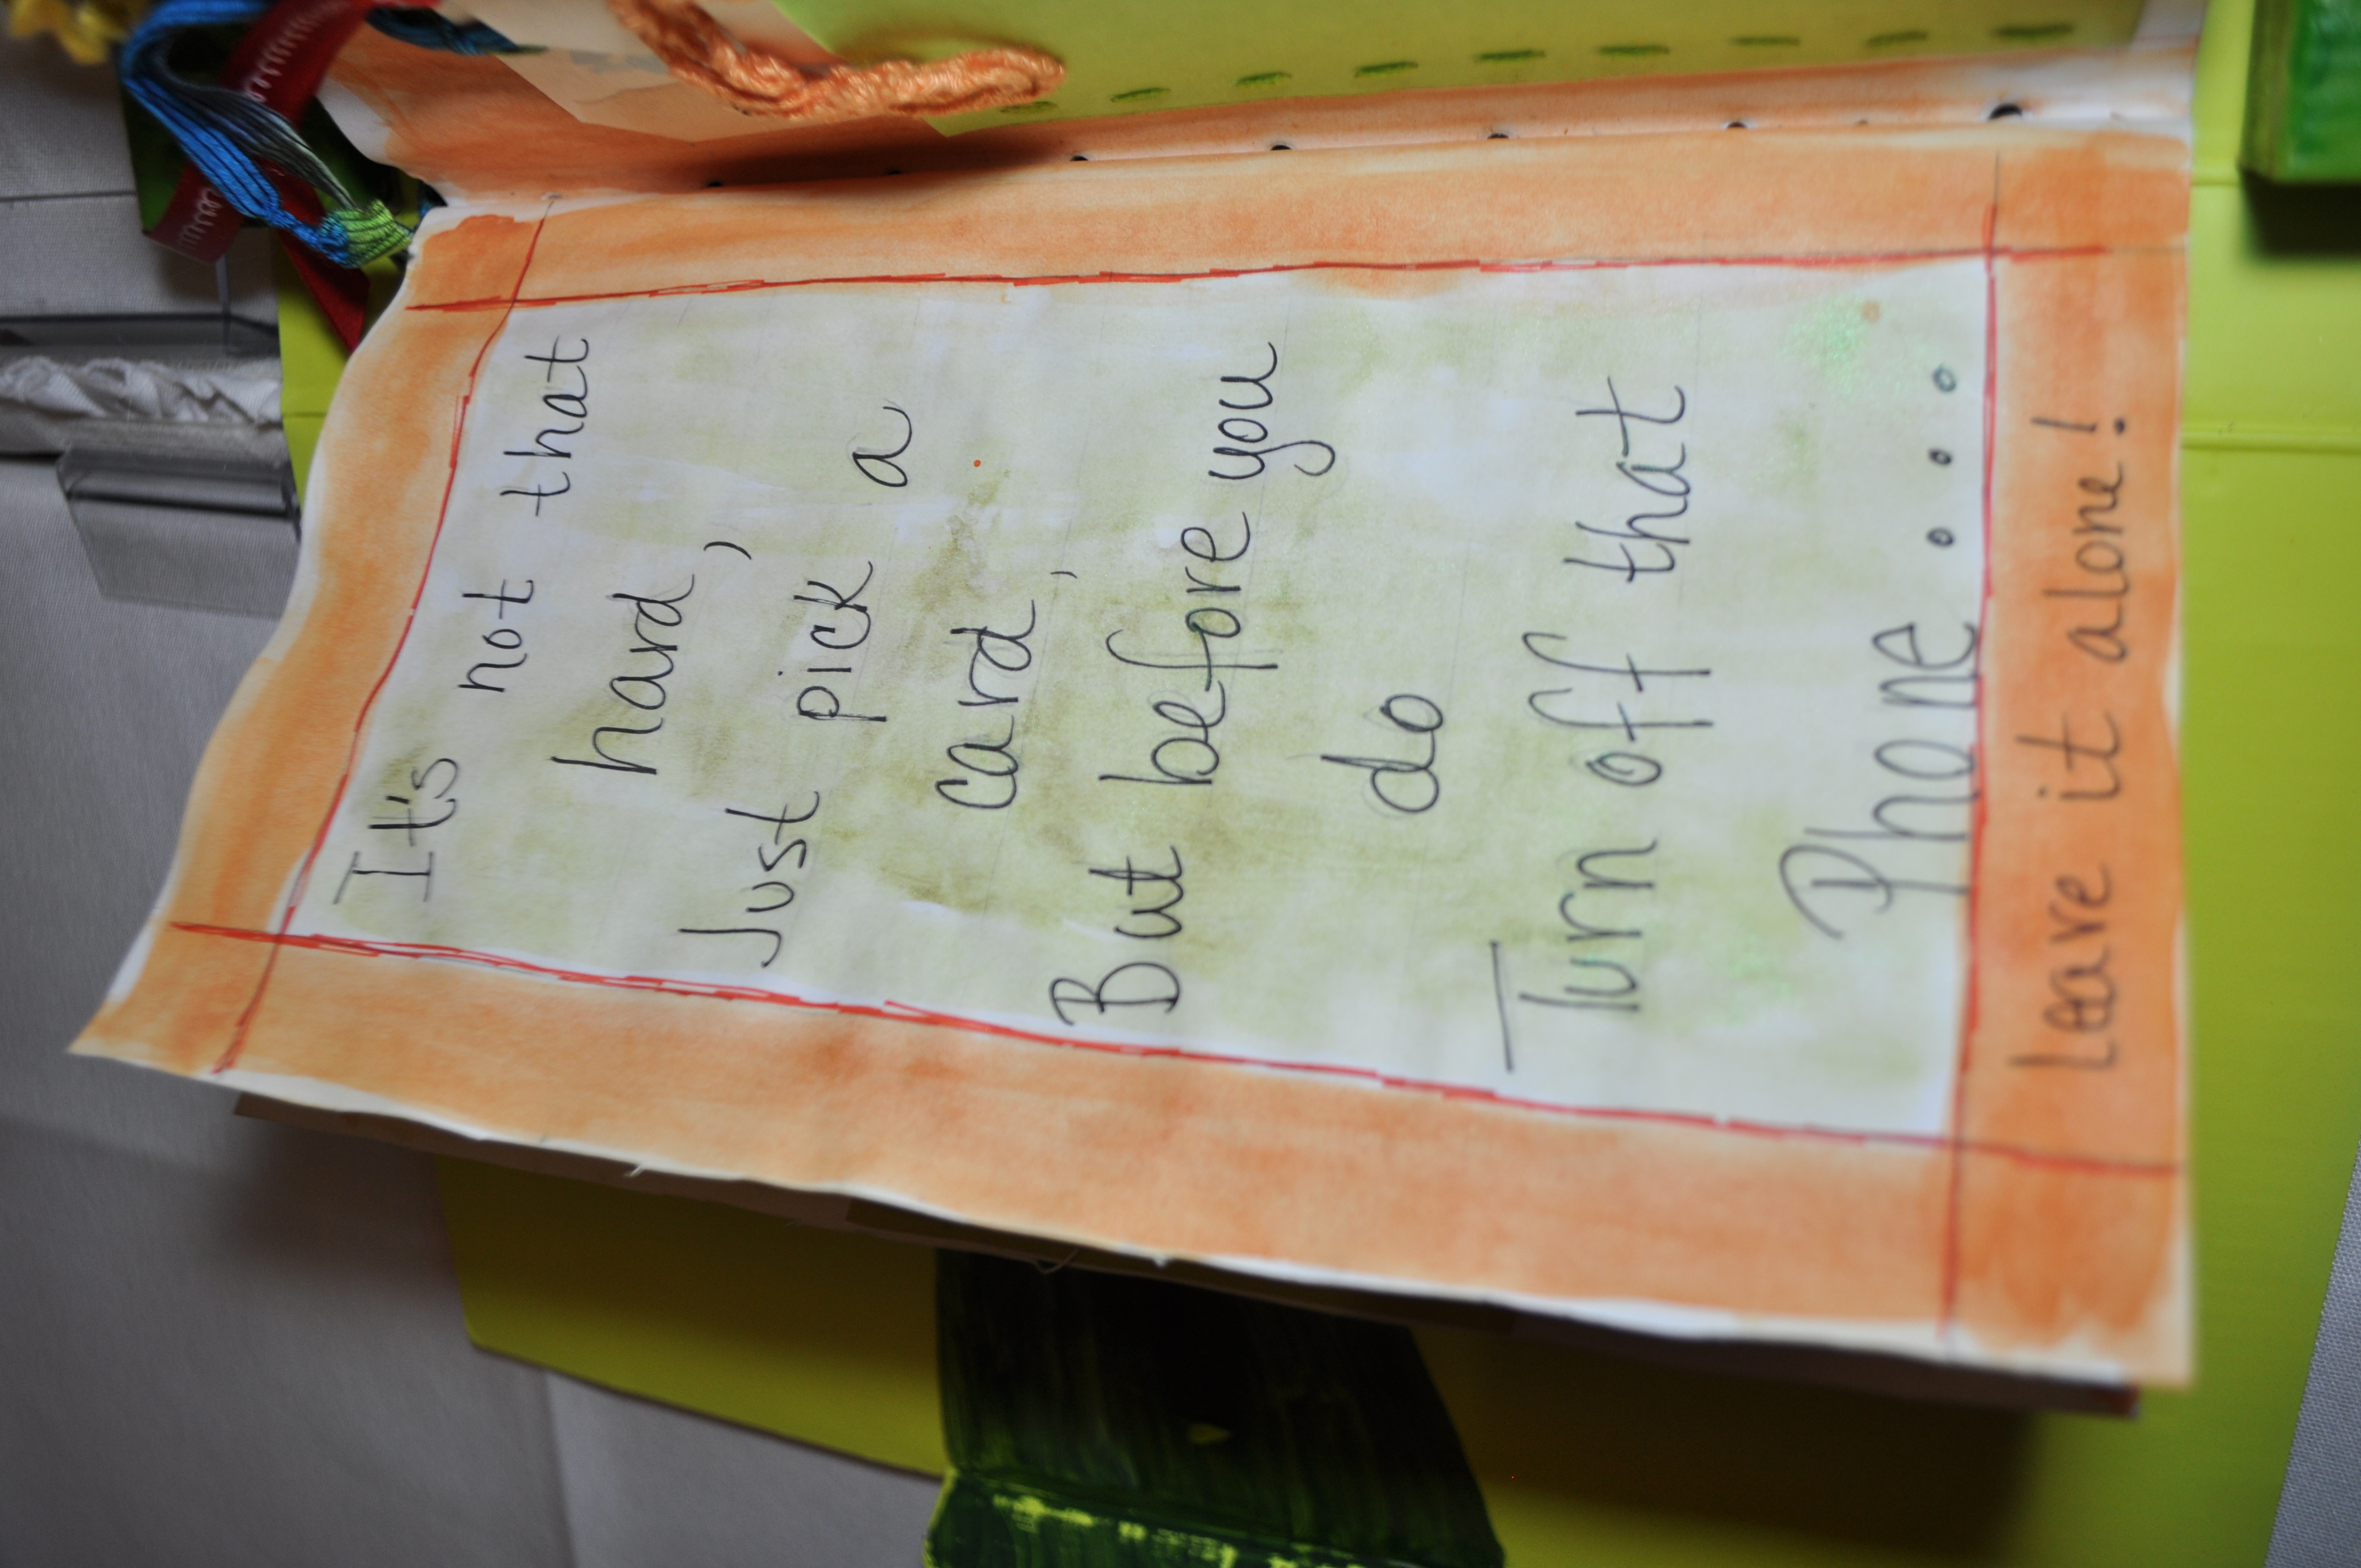 It's not that
hard,
Just pick a
card,
But before you
do
Turn off that
Phone....
Leave it alone!